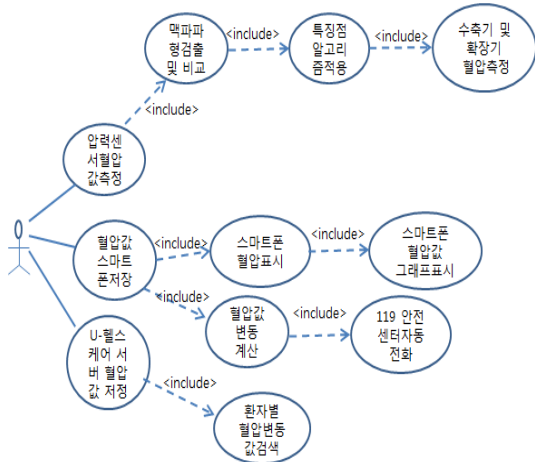 맥파파
형검출
및 비교
<include>
특징점
알고리
즘적용
<include>
수축기 및
확장기
혈압측정
<include>
압력센
서혈압
값측정
혈압값
스마트
폰저장
<include>
스마트폰
혈압표시
<include>
스마트폰
혈압값
그래프표시
<include>
혈압값
변동
계산
<include>
119 안전
센터자동
전화
U-헬스
케어 서
버 혈압
값 저정
<include>
환자별
혈압변동
값검색